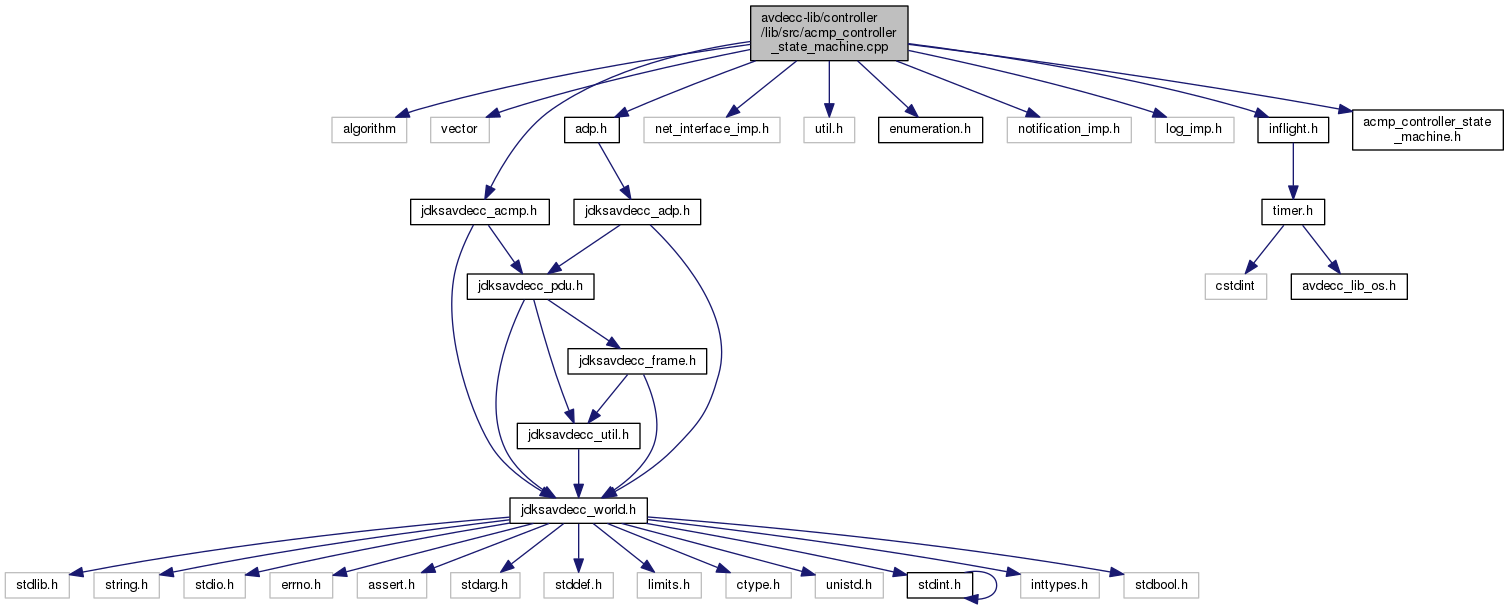 avdecc-lib/controller
/lib/src/acmp_controller
_state_machine.cpp
algorithm
vector
adp.h
net_interface_imp.h
util.h
enumeration.h
notification_imp.h
log_imp.h
inflight.h
acmp_controller_state
_machine.h
jdksavdecc_acmp.h
jdksavdecc_adp.h
timer.h
jdksavdecc_pdu.h
cstdint
avdecc_lib_os.h
jdksavdecc_frame.h
jdksavdecc_util.h
jdksavdecc_world.h
stdlib.h
string.h
stdio.h
errno.h
assert.h
stdarg.h
stddef.h
limits.h
ctype.h
unistd.h
stdint.h
inttypes.h
stdbool.h